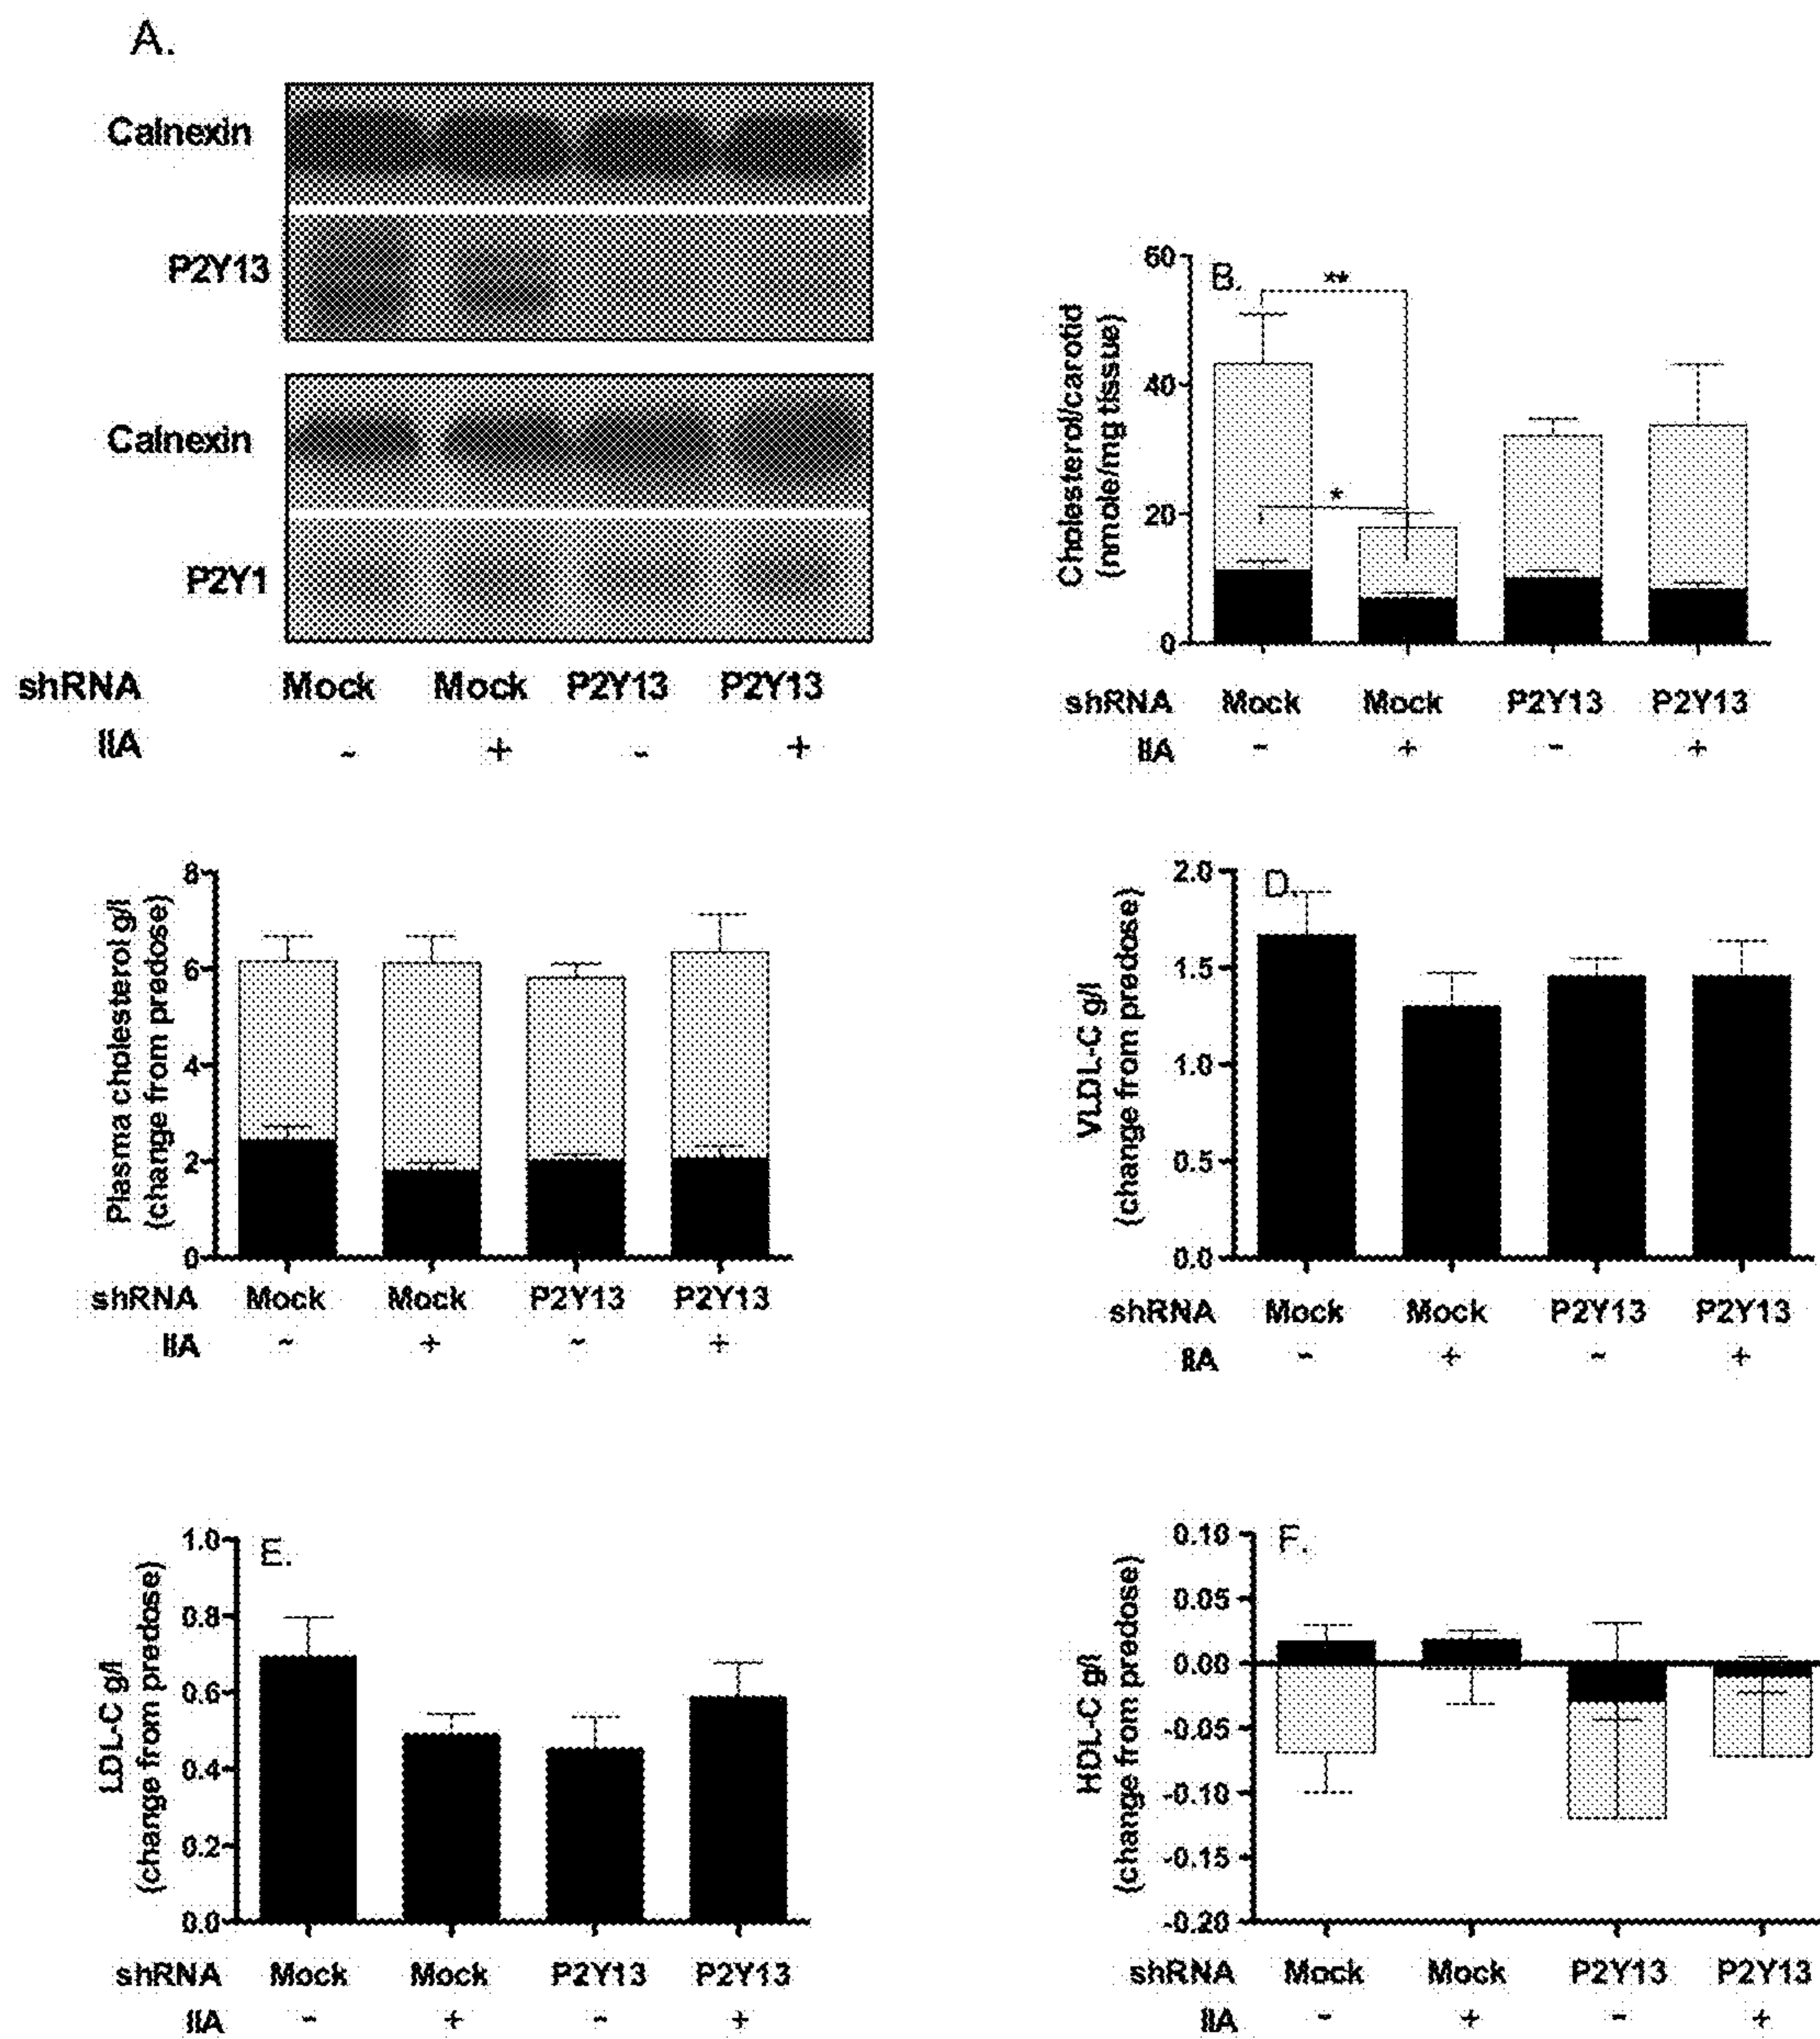 A.
Calnexin
P2Y13
Calnexin
P2Y1
shRNA Mock Mock P2Y13 P2Y13
IIA - + - +
B.
Cholesterol/carotid
(nmole/mg tissue)
60
40
20
0
**
*
shRNA Mock Mock P2Y13 P2Y13
IIA - + - +
Plasma cholesterol g/l
(change from predose)
8
6
4
2
0
shRNA Mock Mock P2Y13 P2Y13
IIA - + - +
D.
VLDL-C g/l
(change from predose)
2.0
1.5
1.0
0.5
0.0
shRNA Mock Mock P2Y13 P2Y13
IIA - + - +
E.
LDL-C g/l
(change from predose)
1.0
0.8
0.6
0.4
0.2
0.0
shRNA Mock Mock P2Y13 P2Y13
IIA - + - +
F.
HDL-C g/l
(change from predose)
0.10
0.05
0.00
-0.05
-0.10
-0.15
-0.20
shRNA Mock Mock P2Y13 P2Y13
IIA - + - +